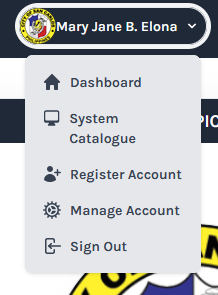 Mary Jane B. Elona
Dashboard
System
Catalogue
Register Account
Manage Account
Sign Out